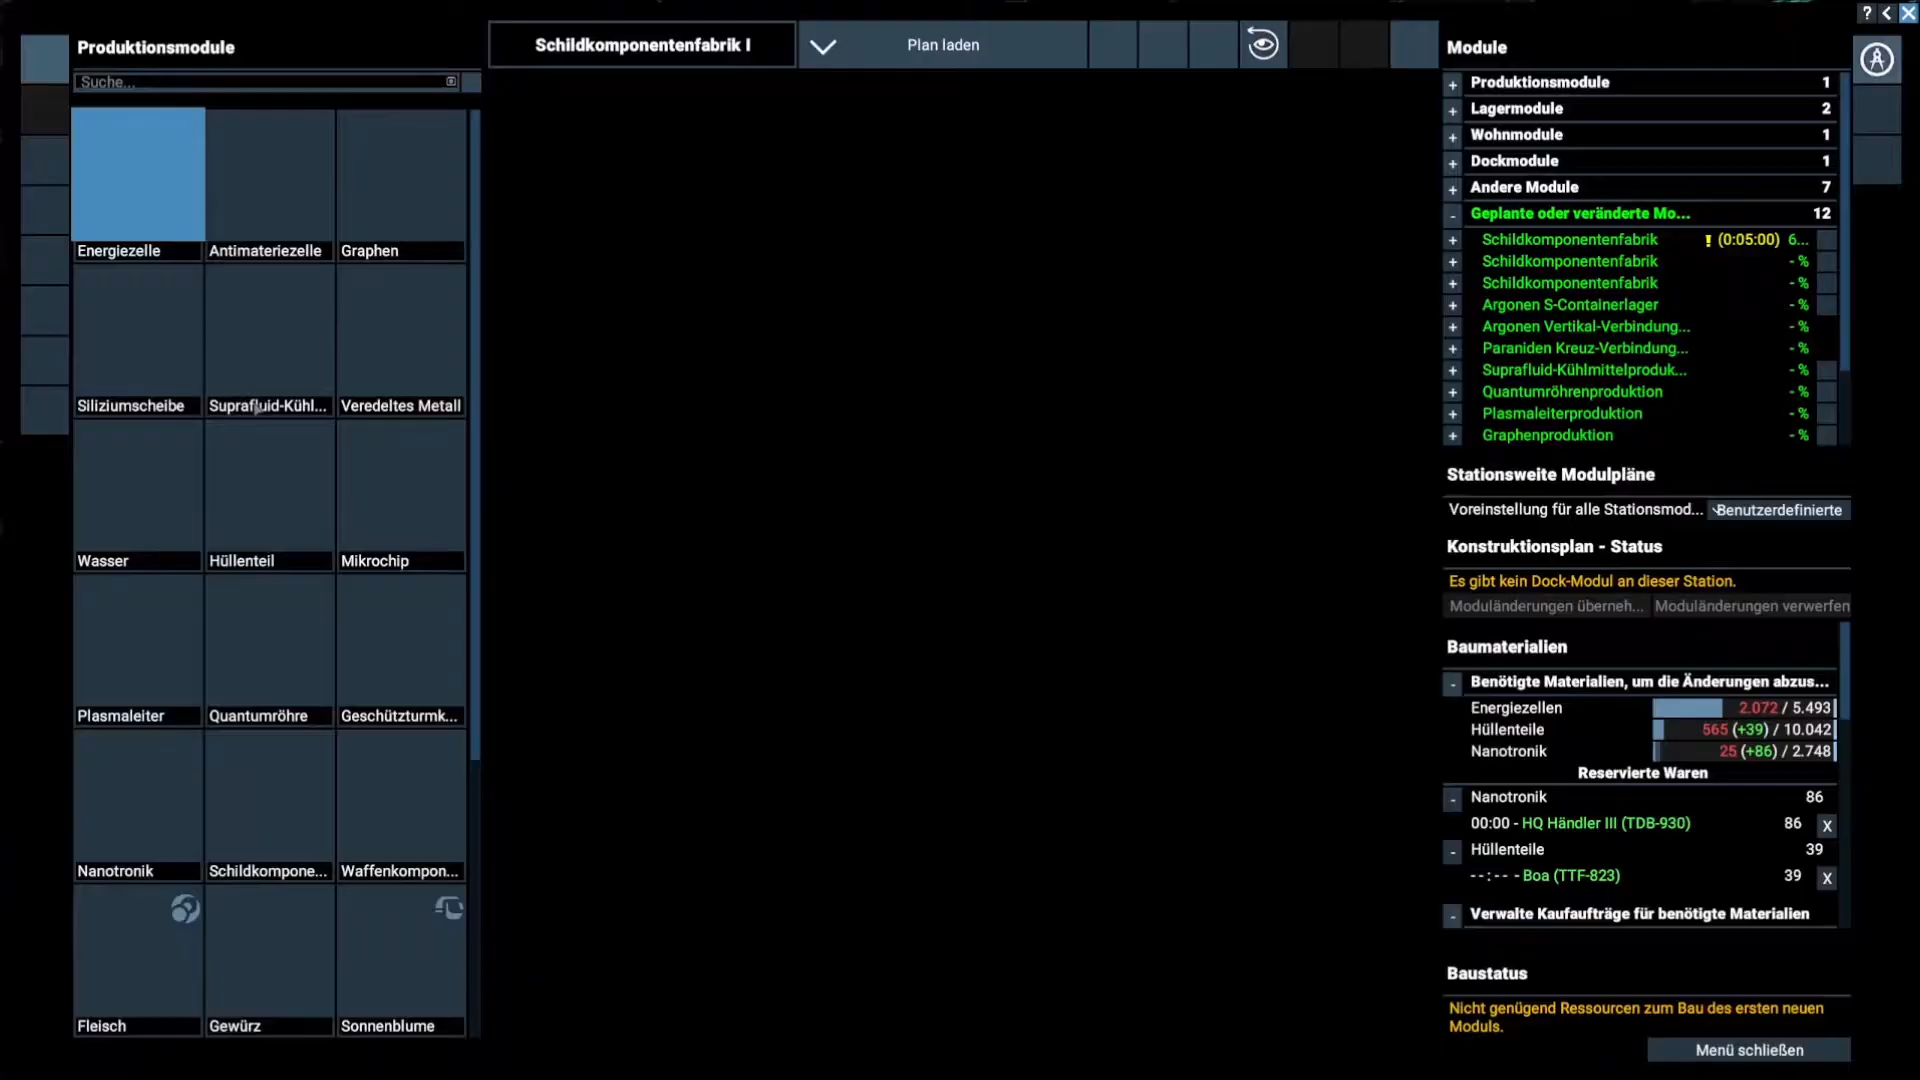 ? <
Produktionsmodule
Suche...
Energiezelle
Antimateriezelle
Graphen
Siliziumscheibe
Suprafluid-Kühl...
Veredeltes Metall
Wasser
Hüllenteil
Mikrochip
Plasmaleiter
Quantumröhre
Geschützturmk...
Nanotronik
Schildkompone...
Waffenkompon...
Fleisch
Gewürz
Sonnenblume
Schildkomponentenfabrik I
Plan laden
Module
+ Produktionsmodule 1
+ Lagermodule 2
+ Wohnmodule 1
+ Dockmodule 1
+ Andere Module 7
- Geplante oder veränderte Mo... 12
+ Schildkomponentenfabrik ! (0:05:00) 6...
+ Schildkomponentenfabrik - %
+ Schildkomponentenfabrik - %
+ Argonen S-Containerlager - %
+ Argonen Vertikal-Verbindung... - %
+ Paraniden Kreuz-Verbindung... - %
+ Suprafluid-Kühlmittelproduk... - %
+ Quantumröhrenproduktion - %
+ Plasmaleiterproduktion - %
+ Graphenproduktion - %
Stationsweite Modulpläne
Voreinstellung für alle Stationsmod... Benutzerdefinierte
Konstruktionsplan - Status
Es gibt kein Dock-Modul an dieser Station.
Moduländerungen überneh... Moduländerungen verwerfen
Baumaterialien
- Benötigte Materialien, um die Änderungen abzus...
Energiezellen 2.072 / 5.493
Hüllenteile 565 (+39) / 10.042
Nanotronik 25 (+86) / 2.748
Reservierte Waren
- Nanotronik 86
00:00 - HQ Händler III (TDB-930) 86 X
- Hüllenteile 39
--:-- - Boa (TTF-823) 39 X
- Verwalte Kaufaufträge für benötigte Materialien
Baustatus
Nicht genügend Ressourcen zum Bau des ersten neuen
Moduls.
Menü schließen